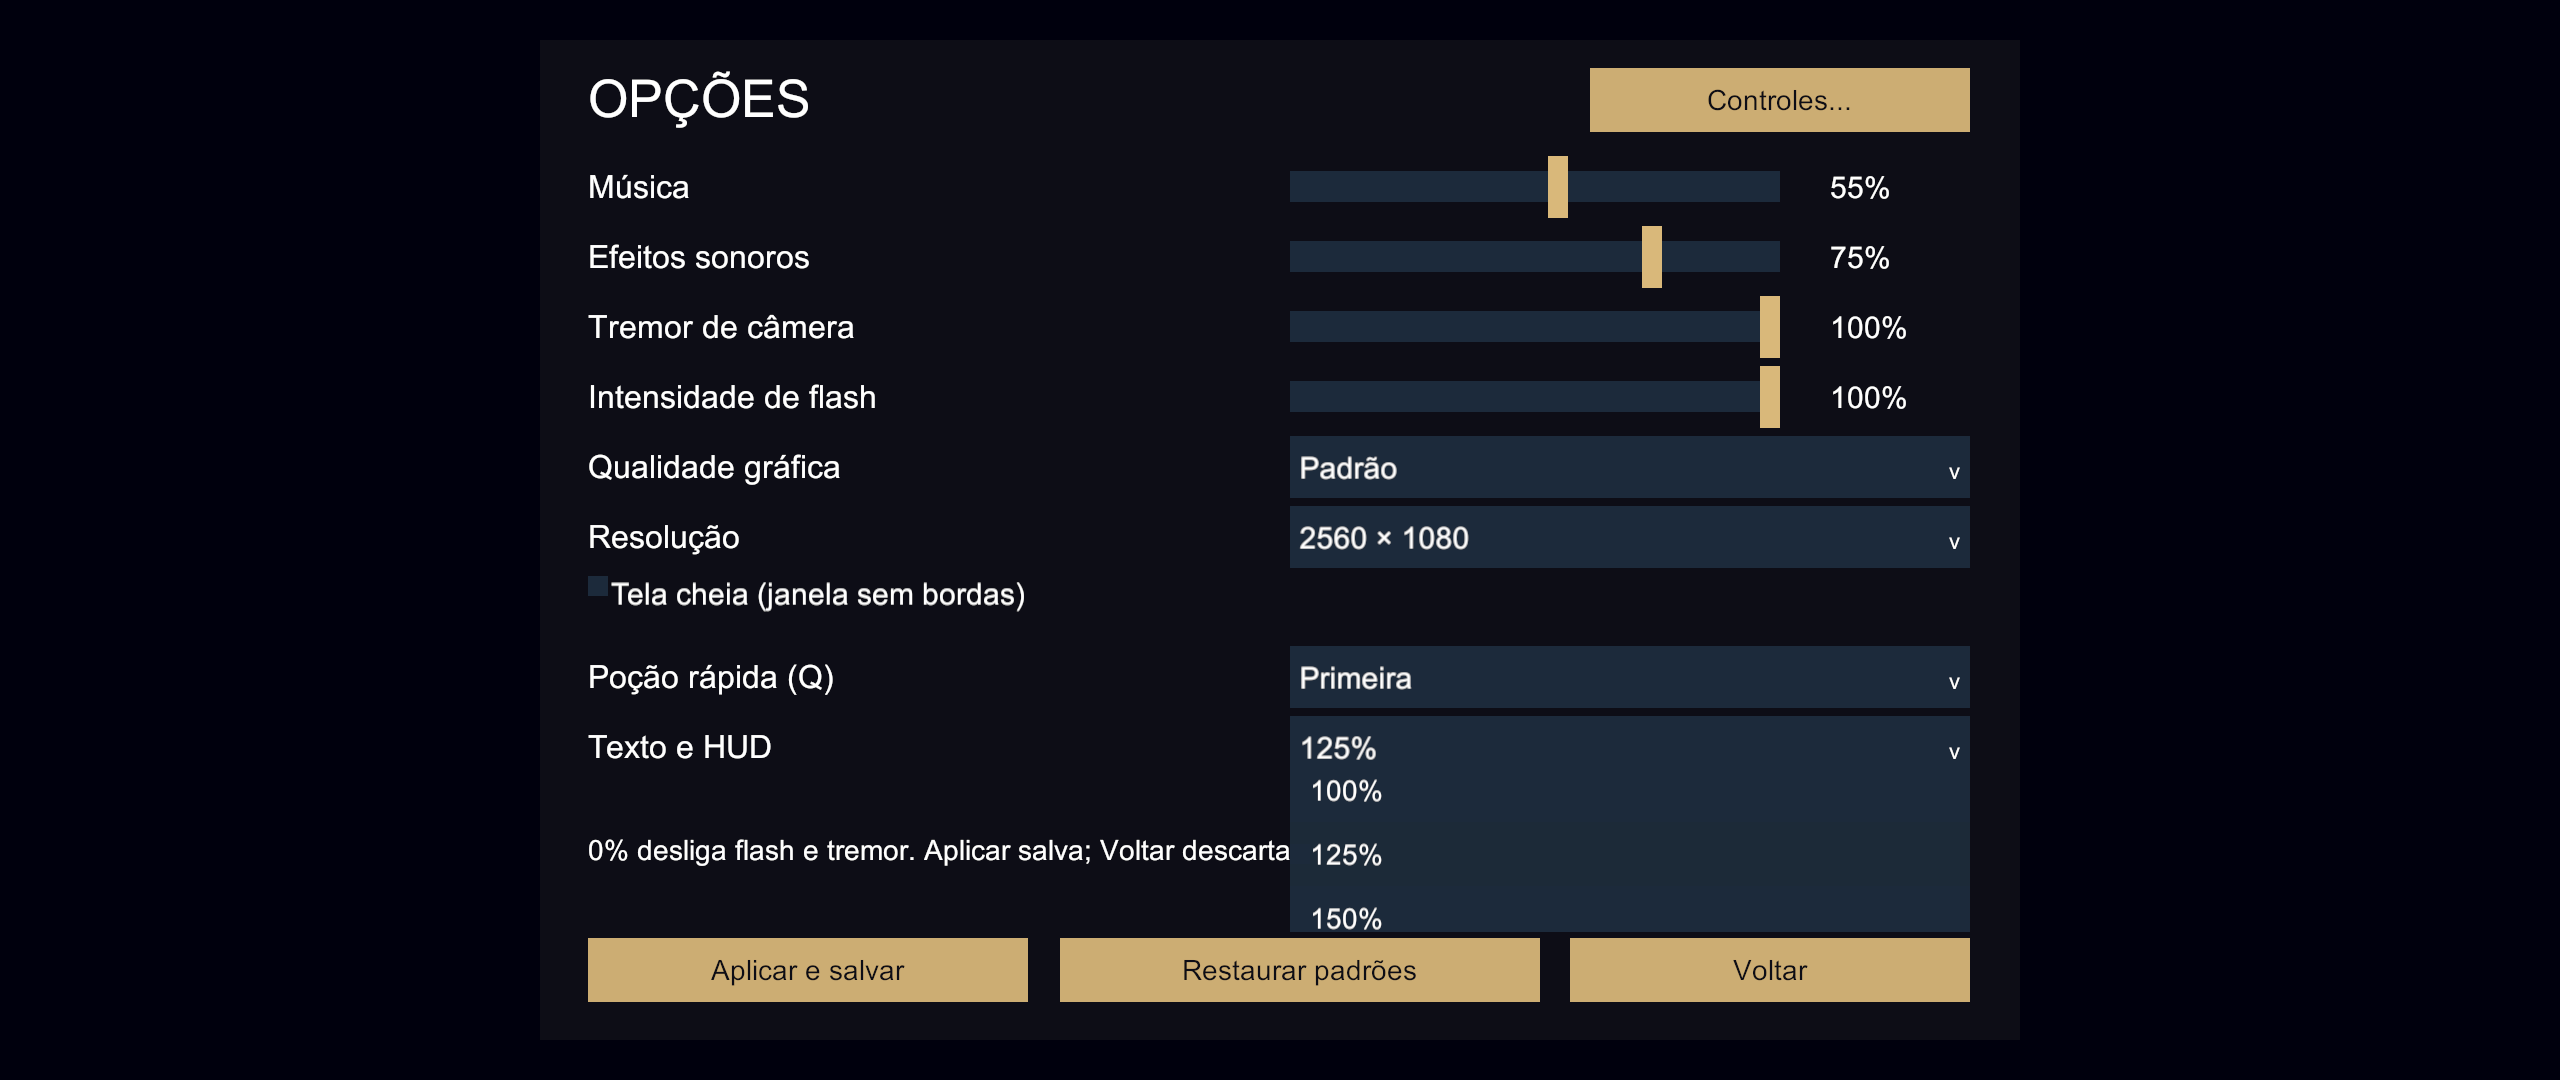 OPÇÕES
Controles...
Música
55%
Efeitos sonoros
75%
Tremor de câmera
100%
Intensidade de flash
100%
Qualidade gráfica
Padrão
v
Resolução
2560 × 1080
v
Tela cheia (janela sem bordas)
Poção rápida (Q)
Primeira
v
Texto e HUD
125%
v
100%
125%
150%
0% desliga flash e tremor. Aplicar salva; Voltar descarta
Aplicar e salvar
Restaurar padrões
Voltar